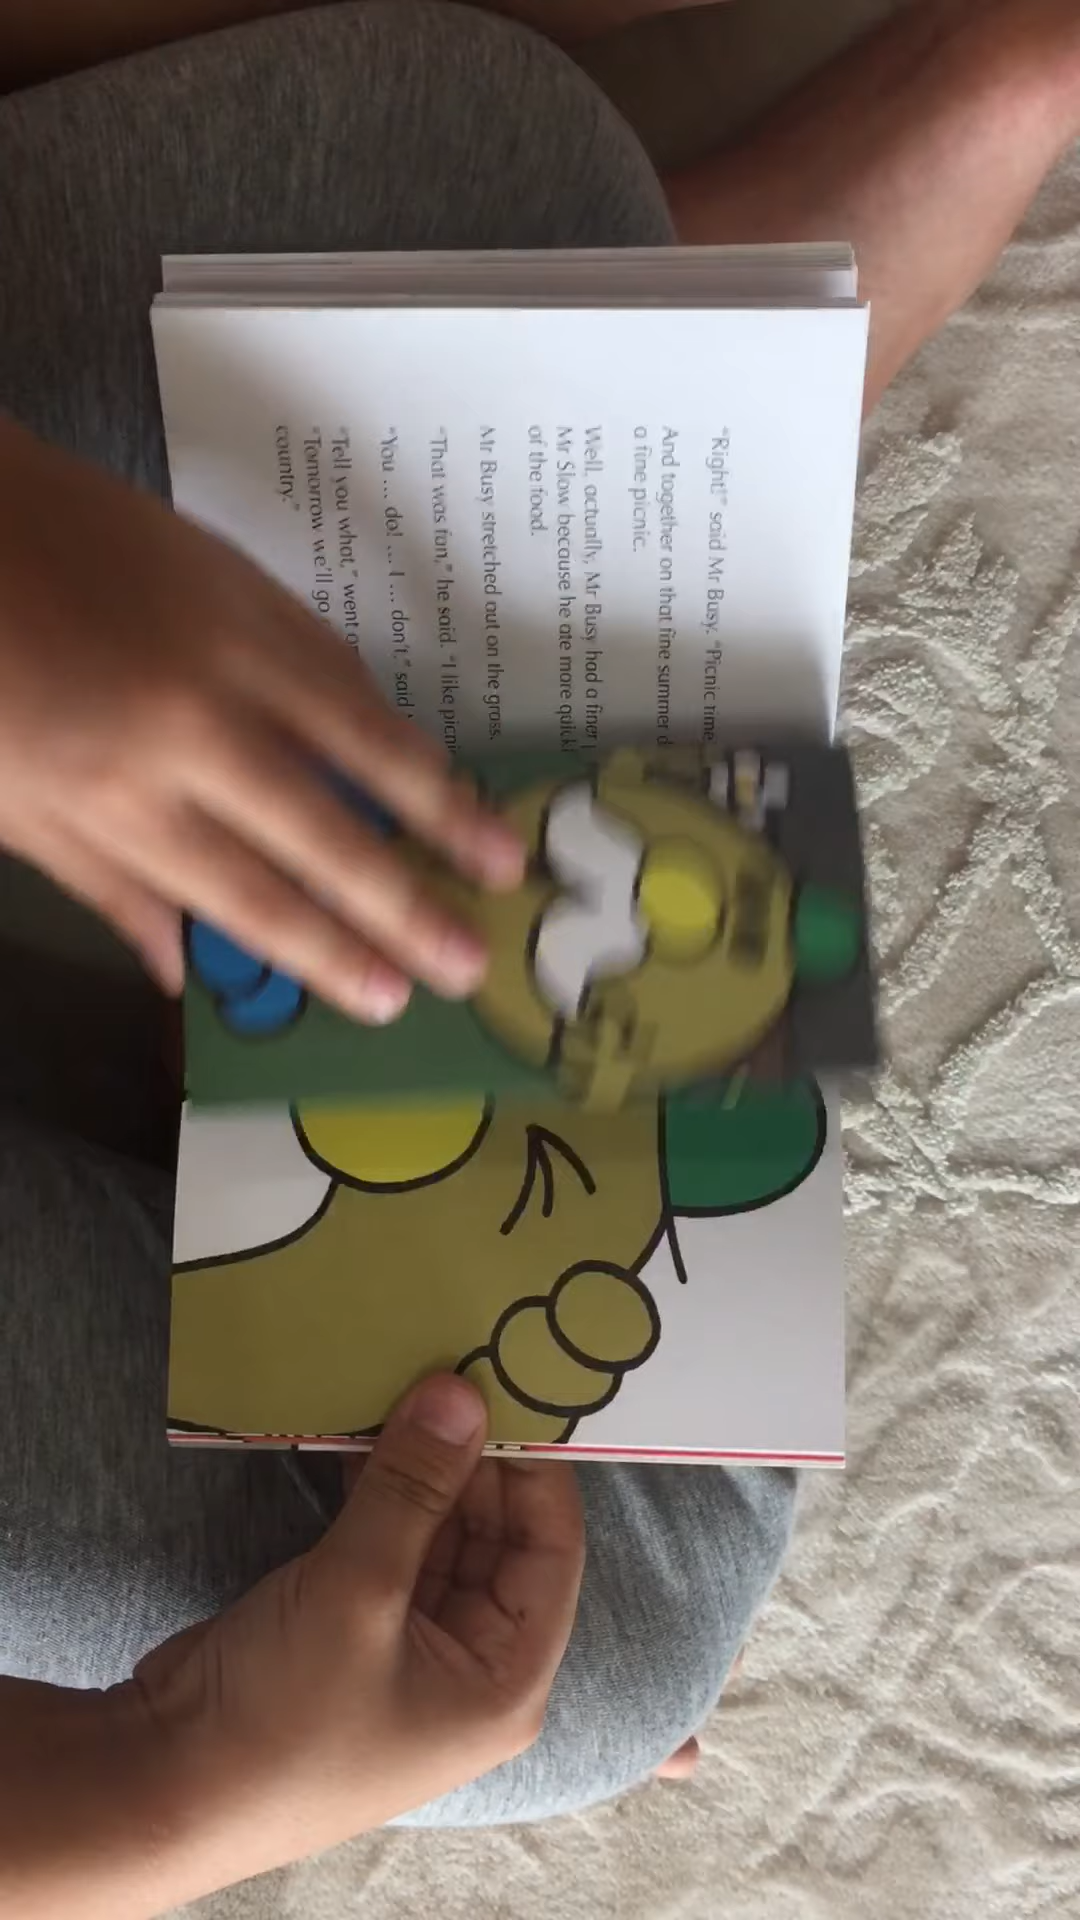 "Right!" said Mr Busy. "Picnic time
And together on that fine summer d
a fine picnic.
Well, actually, Mr Busy had a finer
Mr Slow because he ate more quickl
of the food.
Mr Busy stretched out on the grass.
"That was fun," he said. "I like picni
"You ... do! ... I ... don't," said
"Tell you what," went
"Tomorrow we'll go
country."